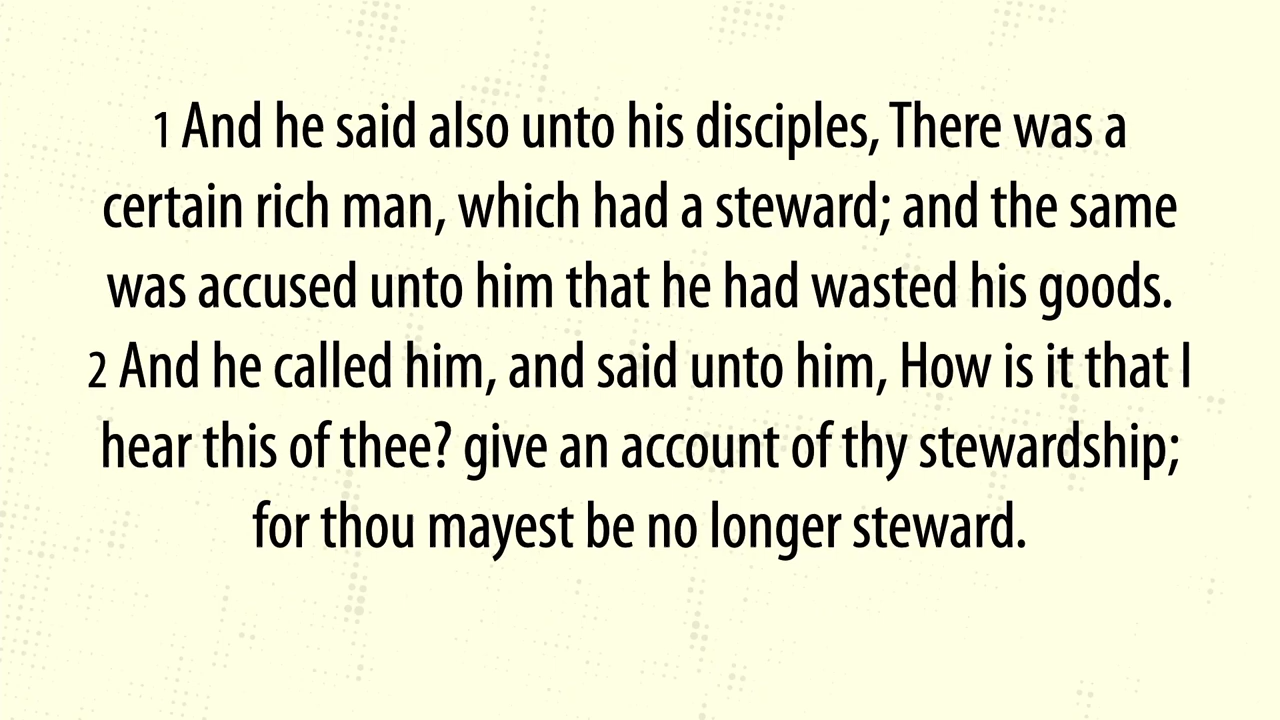 1 And he said also unto his disciples, There was a
certain rich man, which had a steward; and the same
was accused unto him that he had wasted his goods.
2 And he called him, and said unto him, How is it that I
hear this of thee? give an account of thy stewardship;
for thou mayest be no longer steward.